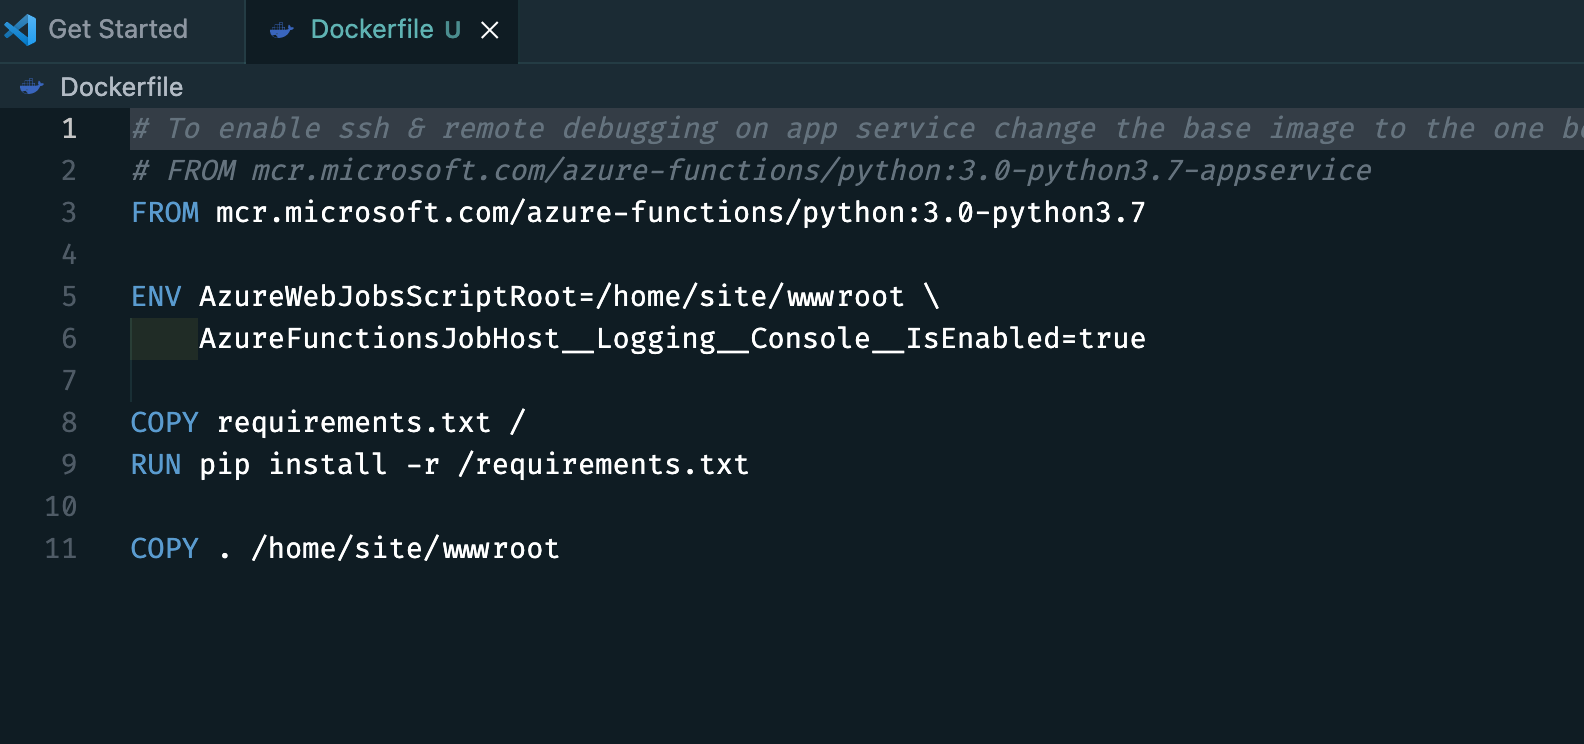 Get Started
Dockerfile U
Dockerfile
1 # To enable ssh & remote debugging on app service change the base image to the one
2 # FROM mcr.microsoft.com/azure-functions/python:3.0-python3.7-appservice
3 FROM mcr.microsoft.com/azure-functions/python:3.0-python3.7
4
5 ENV AzureWebJobsScriptRoot=/home/site/wwwroot \
6     AzureFunctionsJobHost__Logging__Console__IsEnabled=true
7
8 COPY requirements.txt /
9 RUN pip install -r /requirements.txt
10
11 COPY . /home/site/wwwroot